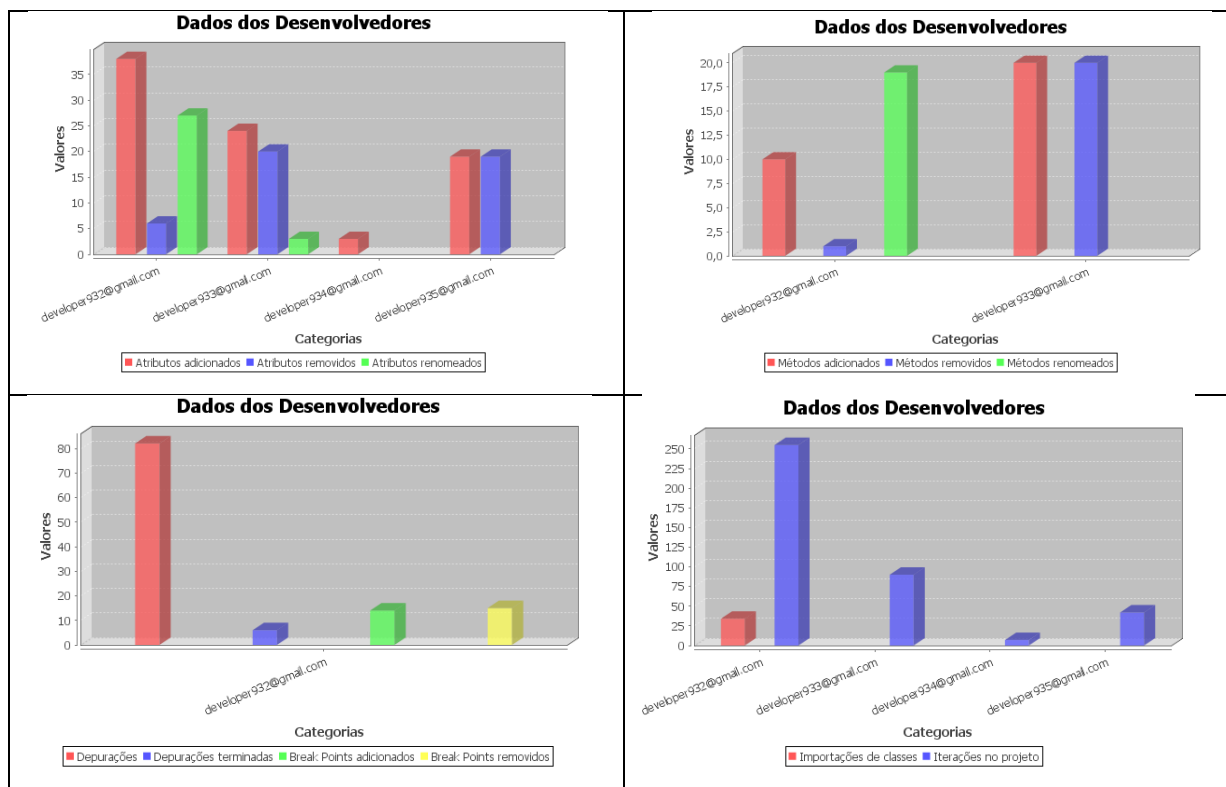 Dados dos Desenvolvedores
Valores
35
30
25
20
15
10
5
0
developer932@gmail.com
developer933@gmail.com
developer934@gmail.com
developer935@gmail.com
Categorias
Atributos adicionados Atributos removidos Atributos renomeados
Dados dos Desenvolvedores
Valores
20,0
17,5
15,0
12,5
10,0
7,5
5,0
2,5
0,0
developer932@gmail.com
developer933@gmail.com
Categorias
Métodos adicionados Métodos removidos Métodos renomeados
Dados dos Desenvolvedores
Valores
80
70
60
50
40
30
20
10
0
developer932@gmail.com
Categorias
Depurações Depurações terminadas Break Points adicionados Break Points removidos
Dados dos Desenvolvedores
Valores
250
225
200
175
150
125
100
75
50
25
0
developer932@gmail.com
developer933@gmail.com
developer934@gmail.com
developer935@gmail.com
Categorias
Importações de classes Iterações no projeto